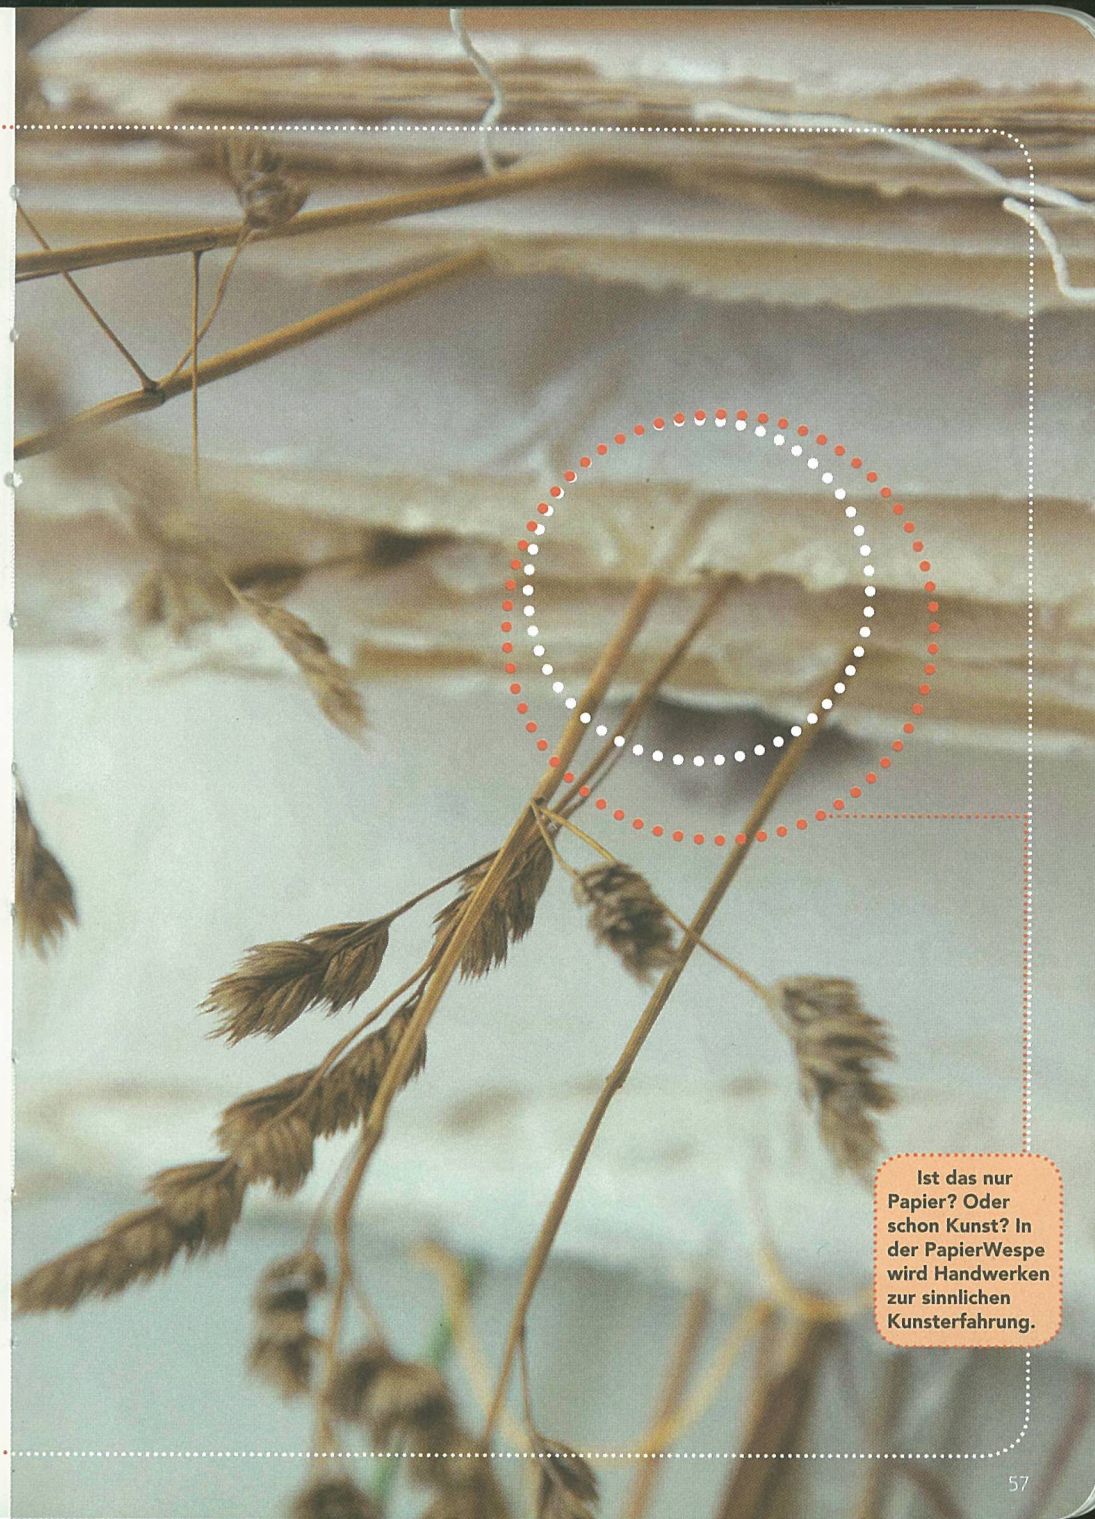 Ist das nur
Papier? Oder
schon Kunst? In
der PapierWespe
wird Handwerken
zur sinnlichen
Kunsterfahrung.
57